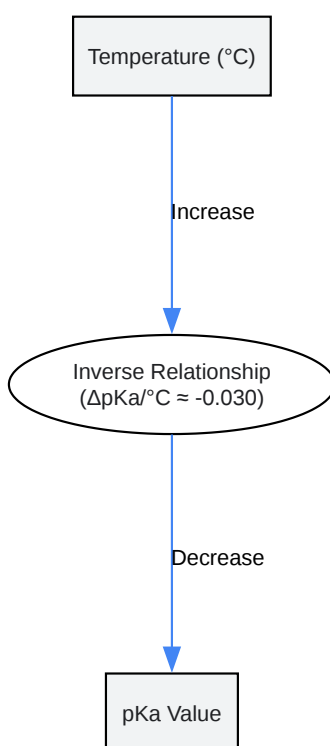 Temperature (°C)
Increase
Inverse Relationship
(ΔpKa/°C ≈ -0.030)
Decrease
pKa Value